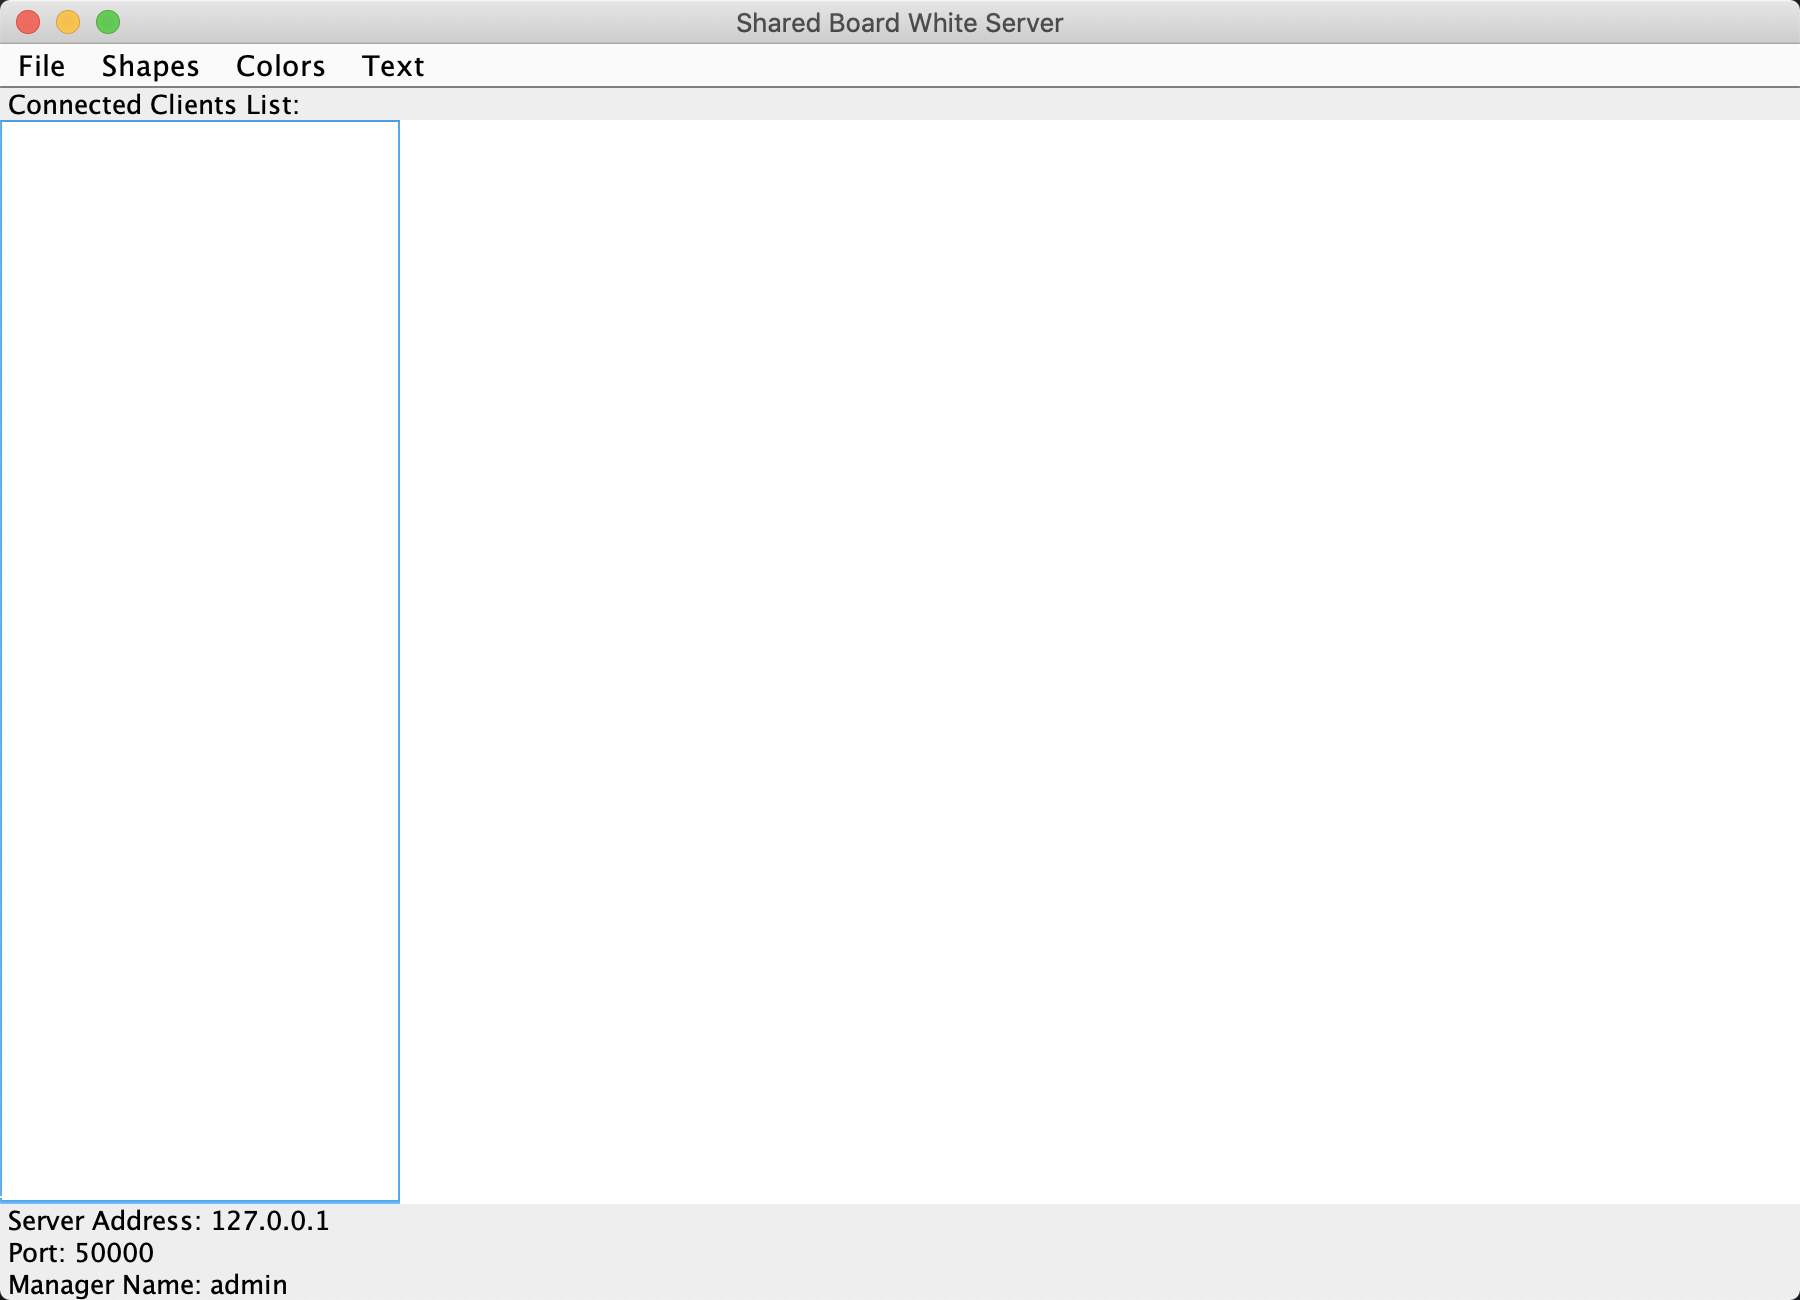 Shared Board White Server
File Shapes Colors Text
Connected Clients List:
Server Address: 127.0.0.1
Port: 50000
Manager Name: admin